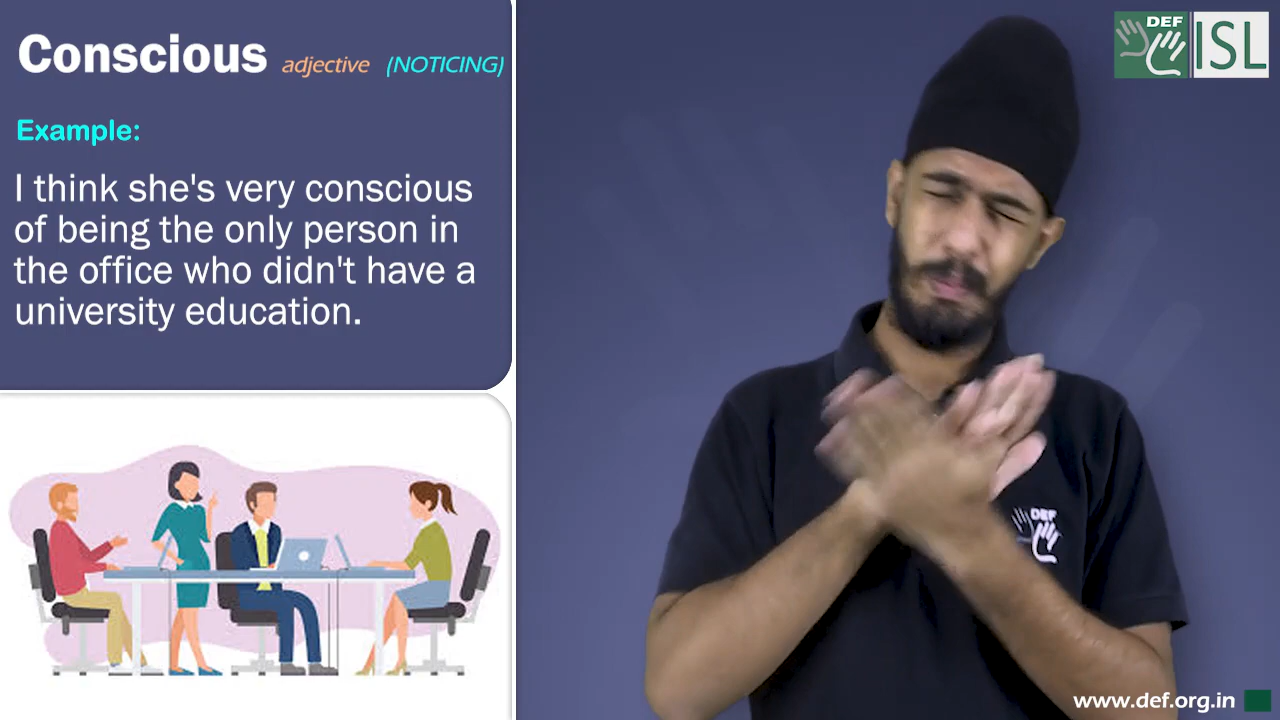 Conscious adjective (NOTICING)
Example:
I think she's very conscious
of being the only person in
the office who didn't have a
university education.
DEF
ISL
DEF
www.def.org.in